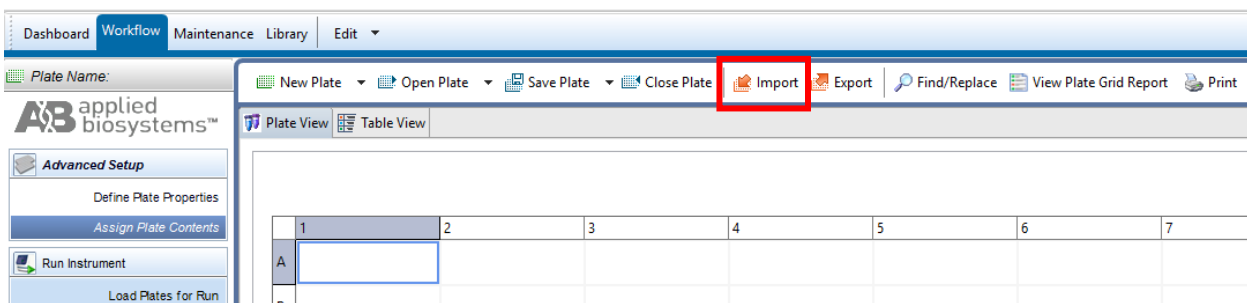 Dashboard Workflow Maintenance Library Edit
Plate Name:
New Plate Open Plate Save Plate Close Plate Import Export Find/Replace View Plate Grid Report Print
AB applied
biosystems™
Plate View Table View
Advanced Setup
Define Plate Properties
Assign Plate Contents
1 2 3 4 5 6 7
Run Instrument
A
Load Plates for Run